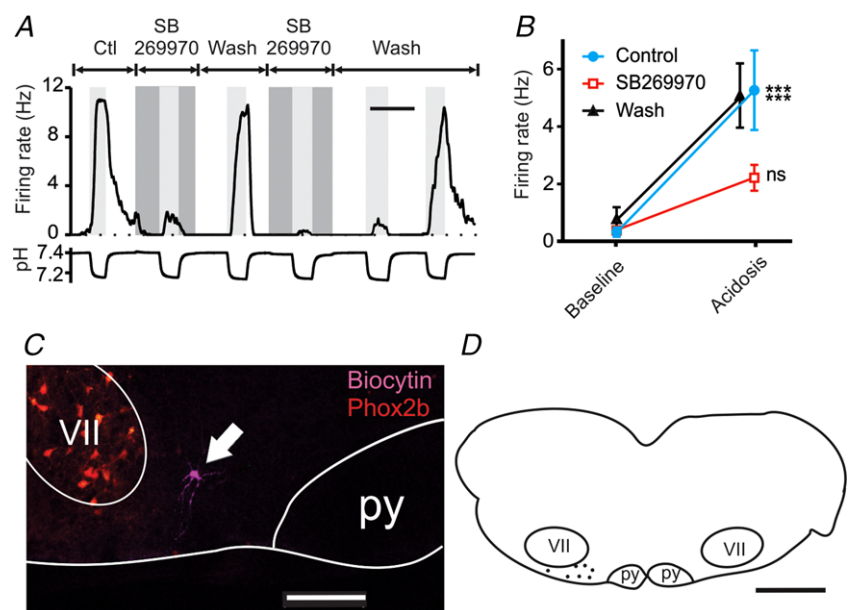 A
Ctl
SB
269970
Wash
SB
269970
Wash
Firing rate (Hz)
12
8
4
0
pH
7.4
7.2
B
Firing rate (Hz)
6
4
2
0
Control
SB269970
Wash
***
***
ns
Baseline
Acidosis
C
Biocytin
Phox2b
VII
py
D
VII
VII
py
py